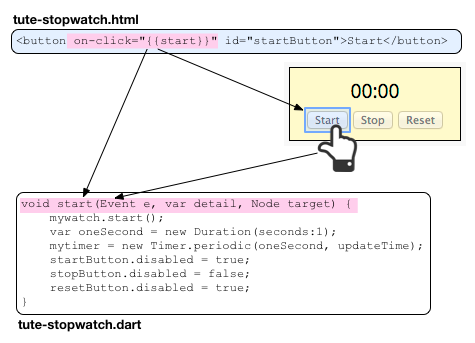 tute-stopwatch.html
<button on-click="{{start}}" id="startButton">Start</button>
00:00
Start Stop Reset
void start(Event e, var detail, Node target) {
    mywatch.start();
    var oneSecond = new Duration(seconds:1);
    mytimer = new Timer.periodic(oneSecond, updateTime);
    startButton.disabled = true;
    stopButton.disabled = false;
    resetButton.disabled = true;
}
tute-stopwatch.dart